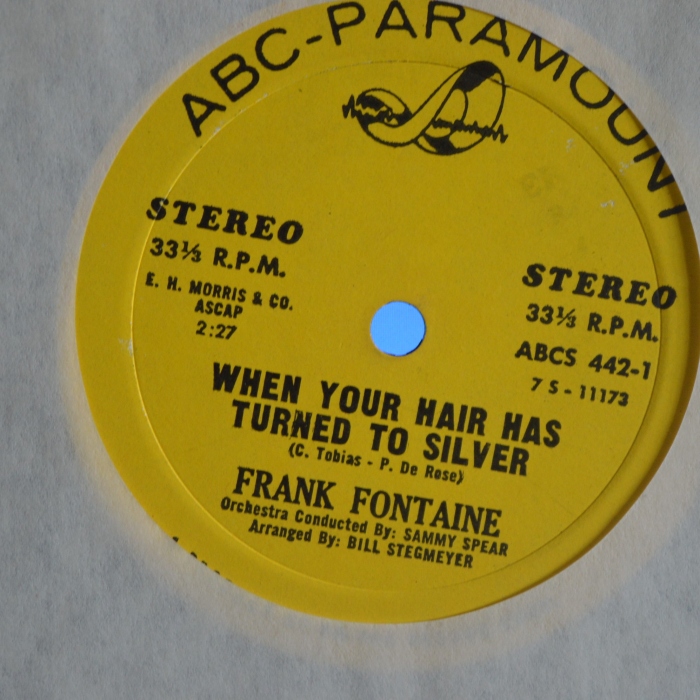 ABC-PARAMOUNT
STEREO
33⅓ R.P.M.
E. H. MORRIS & CO.
ASCAP
2:27
STEREO
33⅓ R.P.M.
ABCS 442-1
7 S - 11173
WHEN YOUR HAIR HAS
TURNED TO SILVER
(C. Tobias - P. De Rose)
FRANK FONTAINE
Orchestra Conducted By: SAMMY SPEAR
Arranged By: BILL STEGMEYER